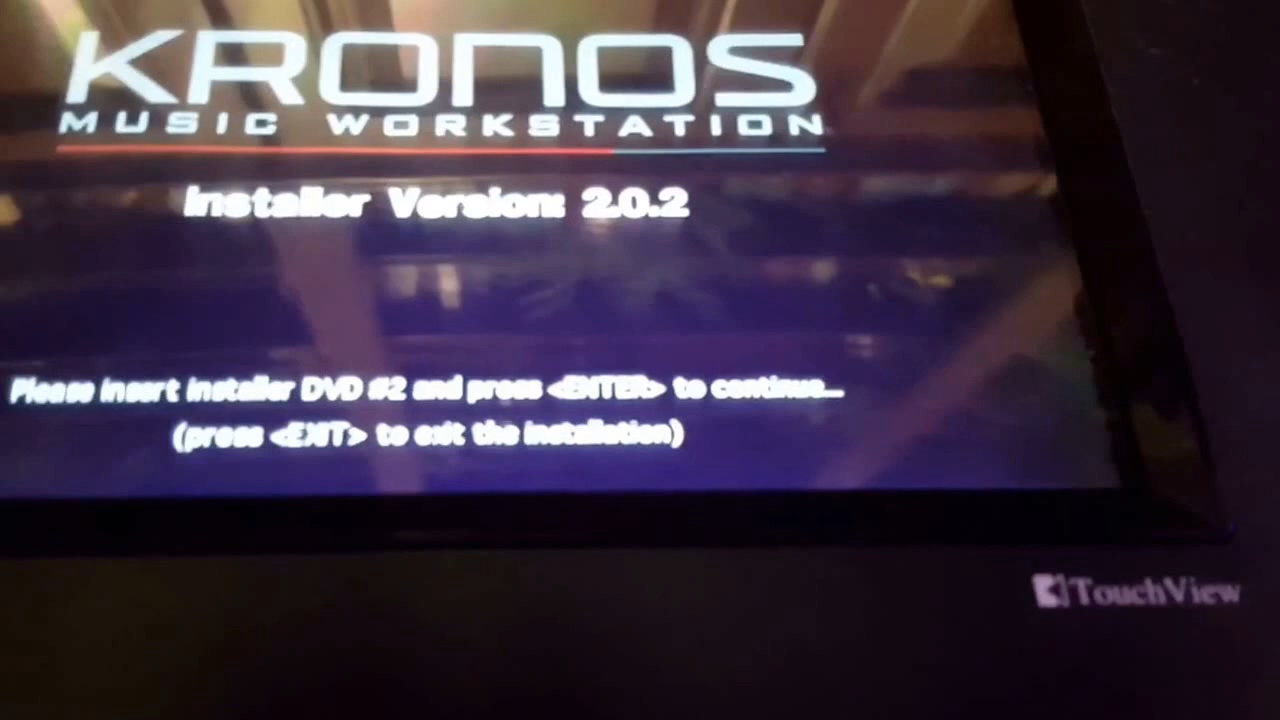 KRONOS
MUSIC WORKSTATION
Installer Version: 2.0.2
Please insert installer DVD #2 and press <ENTER> to continue...
(press <EXIT> to exit the installation)
TouchView